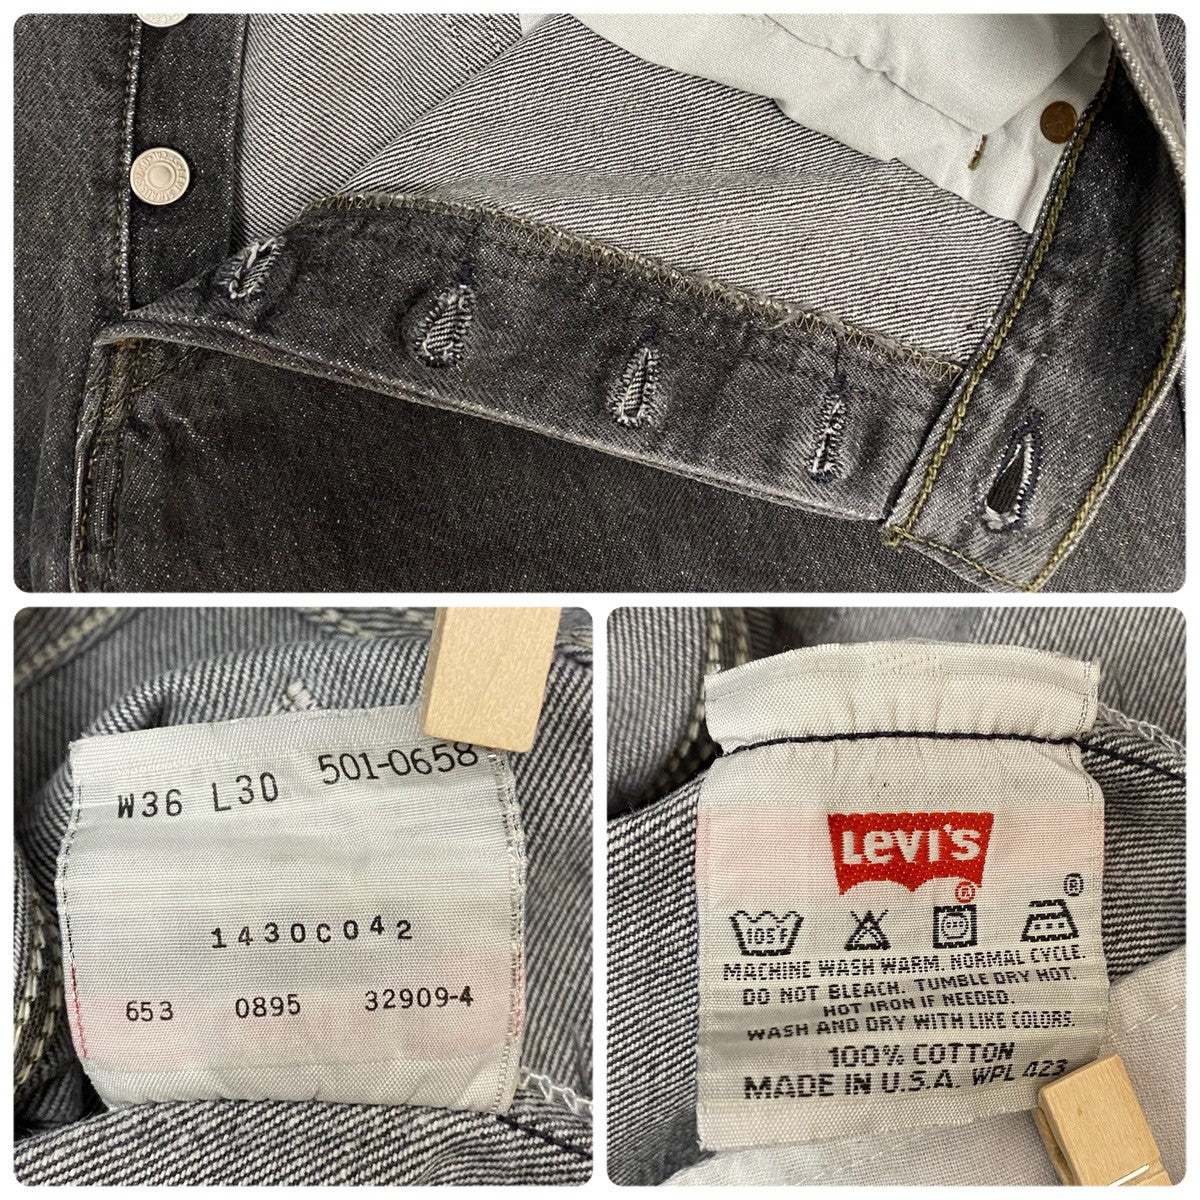 W36 L30 501-0658
1430C042
653 0895 32909-4
Levi's
®
®
105°F
MACHINE WASH WARM. NORMAL CYCLE.
DO NOT BLEACH. TUMBLE DRY HOT.
HOT IRON IF NEEDED.
WASH AND DRY WITH LIKE COLORS.
100% COTTON
MADE IN U.S.A. WPL 423